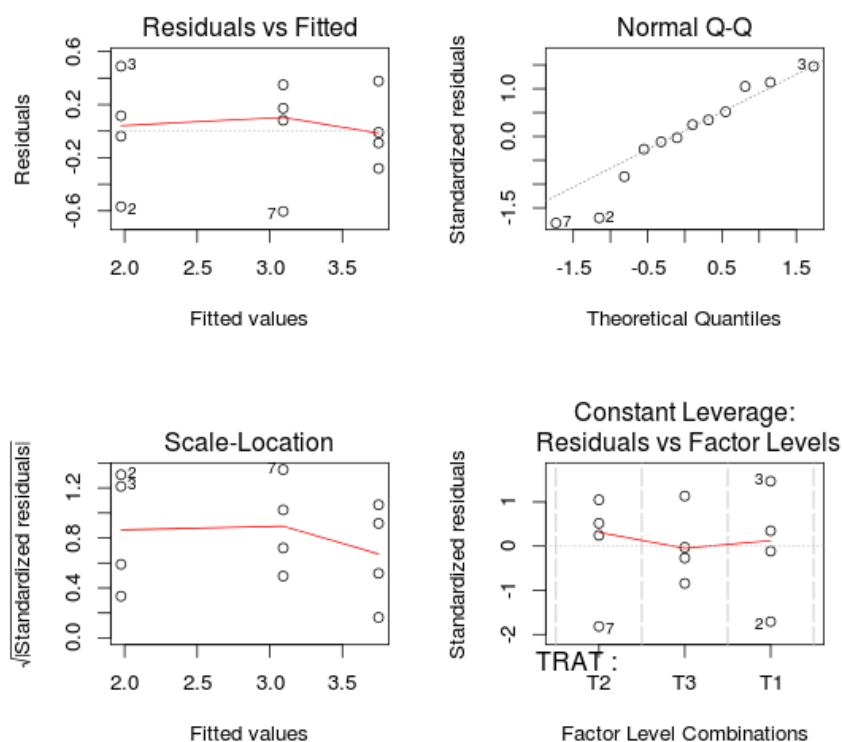 Residuals vs Fitted
Residuals
0.6
0.2
-0.2
-0.6
3
2
7
2.0 2.5 3.0 3.5
Fitted values
Normal Q-Q
Standardized residuals
1.0
0.0
-1.5
3
7
2
-1.5 -0.5 0.5 1.5
Theoretical Quantiles
Scale-Location
√|Standardized residuals|
1.2
0.8
0.4
0.0
2
3
7
2.0 2.5 3.0 3.5
Fitted values
Constant Leverage:
Residuals vs Factor Levels
Standardized residuals
1
0
-1
-2
3
7
2
TRAT :
T2 T3 T1
Factor Level Combinations